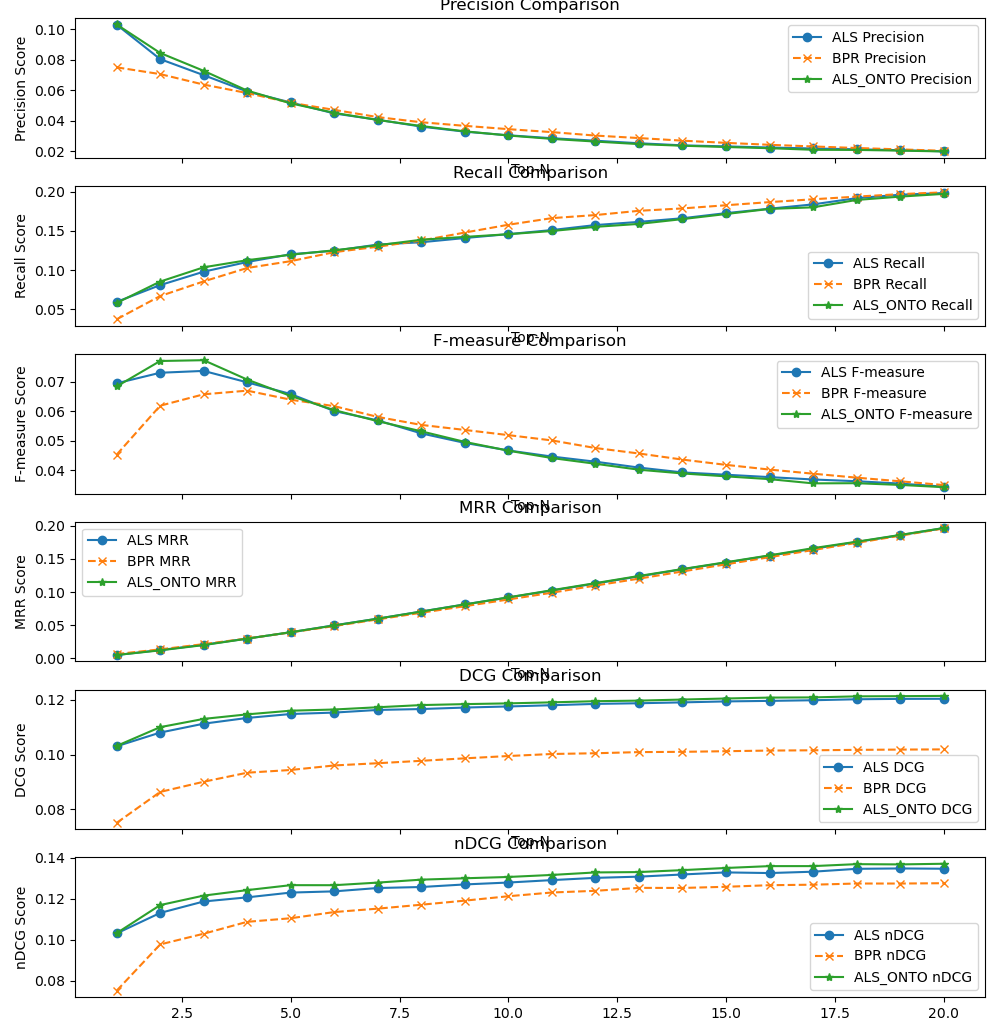 Precision Comparison
Precision Score
0.10
0.08
0.06
0.04
0.02
ALS Precision
BPR Precision
ALS_ONTO Precision
Top-N
Recall Comparison
Recall Score
0.20
0.15
0.10
0.05
ALS Recall
BPR Recall
ALS_ONTO Recall
Top-N
F-measure Comparison
F-measure Score
0.07
0.06
0.05
0.04
ALS F-measure
BPR F-measure
ALS_ONTO F-measure
Top-N
MRR Comparison
MRR Score
0.20
0.15
0.10
0.05
0.00
ALS MRR
BPR MRR
ALS_ONTO MRR
Top-N
DCG Comparison
DCG Score
0.12
0.10
0.08
ALS DCG
BPR DCG
ALS_ONTO DCG
Top-N
nDCG Comparison
nDCG Score
0.14
0.12
0.10
0.08
ALS nDCG
BPR nDCG
ALS_ONTO nDCG
2.5 5.0 7.5 10.0 12.5 15.0 17.5 20.0